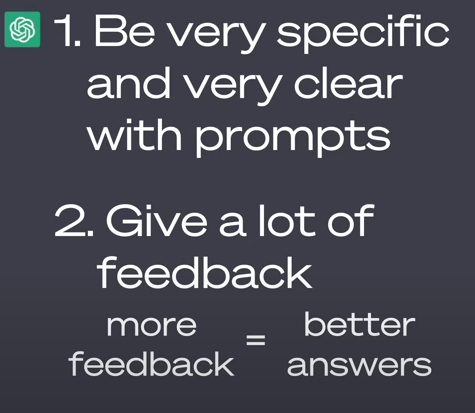 1. Be very specific
and very clear
with prompts
2. Give a lot of
feedback
more feedback = better answers